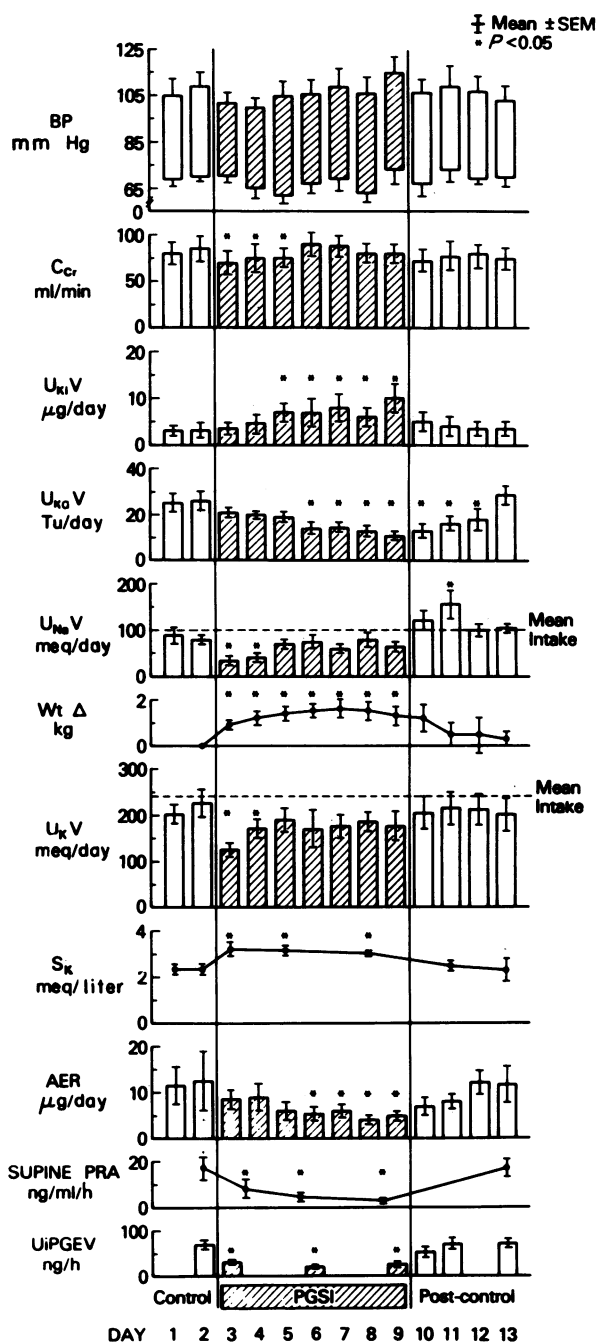 Mean ±SEM
* P<0.05
125
105
85
65
0
BP
mm Hg
* * *
100
50
0
CCr
ml/min
20
10
0
UKiV
µg/day
* * * * *
40
20
0
UKaV
Tu/day
* * * * * * *
200
100
0
UNaV
meq/day
* * *
Mean
Intake
2
0
Wt Δ
kg
* * * * * * *
300
200
100
0
UKV
meq/day
* *
Mean
Intake
4
2
0
SK
meq/liter
* * *
20
10
0
AER
µg/day
* * * *
20
0
SUPINE PRA
ng/ml/h
* * *
100
0
UiPGEV
ng/h
* * *
Control PGSI Post-control
DAY 1 2 3 4 5 6 7 8 9 10 11 12 13